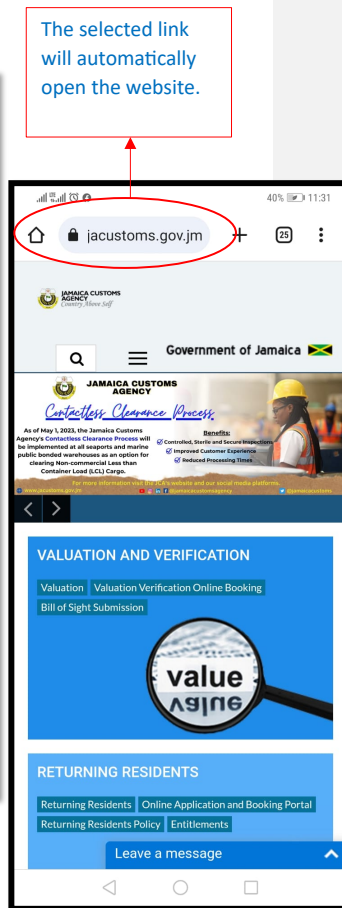 The selected link
will automatically
open the website.
40% 11:31
jacustoms.gov.jm
25
JAMAICA CUSTOMS
AGENCY
Country Above Self
Government of Jamaica
JAMAICA CUSTOMS
AGENCY
Contactless Clearance Process
As of May 1, 2023, the Jamaica Customs
Agency's Contactless Clearance Process will
be implemented at all seaports and marine
public bonded warehouses as an option for
clearing Non-commercial Less than
Container Load (LCL) Cargo.
Benefits:
Controlled, Sterile and Secure Inspections
Improved Customer Experience
Reduced Processing Times
For more information visit the JCA's website and our social media platforms.
www.jacustoms.gov.jm @jamaicacustomsagency @jamaicacustoms
VALUATION AND VERIFICATION
Valuation Valuation Verification Online Booking
Bill of Sight Submission
value
value
RETURNING RESIDENTS
Returning Residents Online Application and Booking Portal
Returning Residents Policy Entitlements
Leave a message